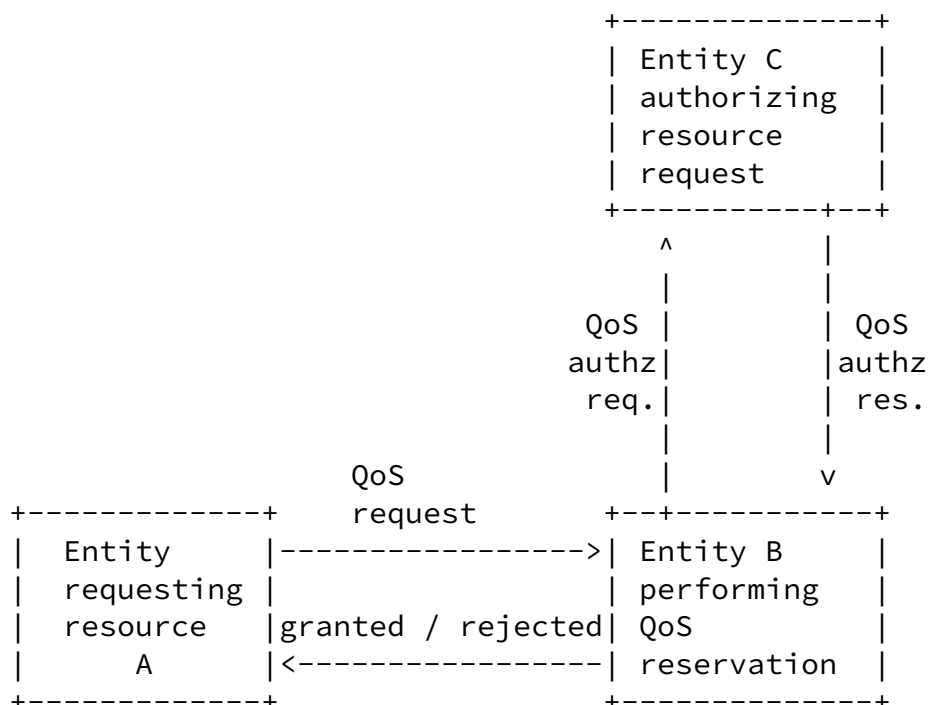 Entity C
authorizing
resource
request
QoS QoS
authz authz
req. res.
QoS
request
Entity Entity B
requesting performing
resource granted / rejected QoS
A reservation